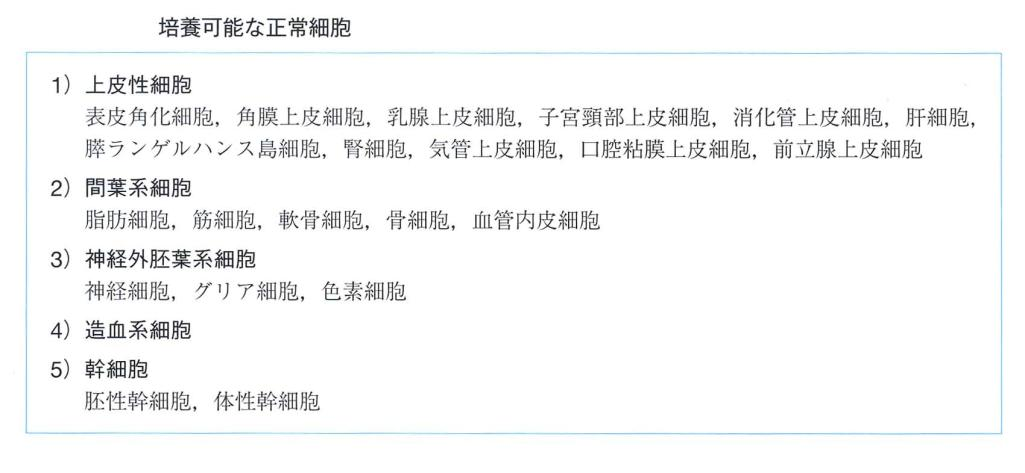 培養可能な正常細胞
1）上皮性細胞
表皮角化細胞，角膜上皮細胞，乳腺上皮細胞，子宮頸部上皮細胞，消化管上皮細胞，肝細胞，
膵ランゲルハンス島細胞，腎細胞，気管上皮細胞，口腔粘膜上皮細胞，前立腺上皮細胞
2）間葉系細胞
脂肪細胞，筋細胞，軟骨細胞，骨細胞，血管内皮細胞
3）神経外胚葉系細胞
神経細胞，グリア細胞，色素細胞
4）造血系細胞
5）幹細胞
胚性幹細胞，体性幹細胞